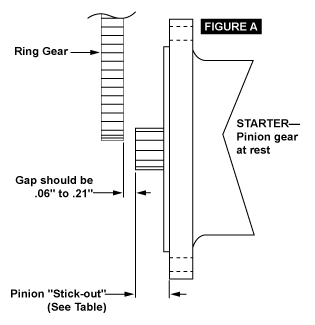 FIGURE A
Ring Gear
STARTER—
Pinion gear
at rest
Gap should be
.06" to .21"
Pinion "Stick-out"
(See Table)